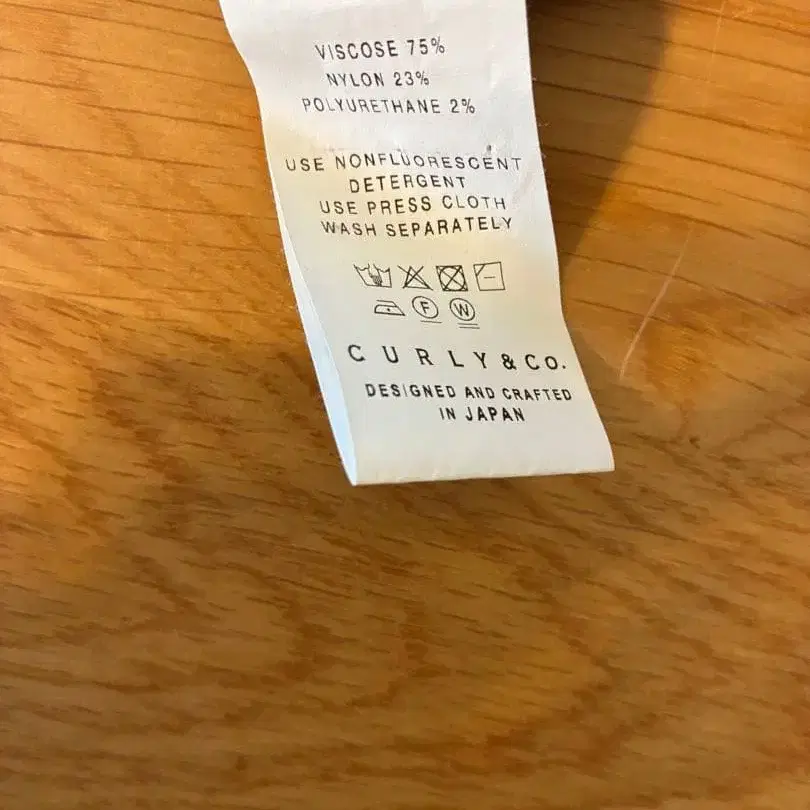 VISCOSE 75%
NYLON 23%
POLYURETHANE 2%
USE NONFLUORESCENT
DETERGENT
USE PRESS CLOTH
WASH SEPARATELY
F W
CURLY&CO.
DESIGNED AND CRAFTED
IN JAPAN